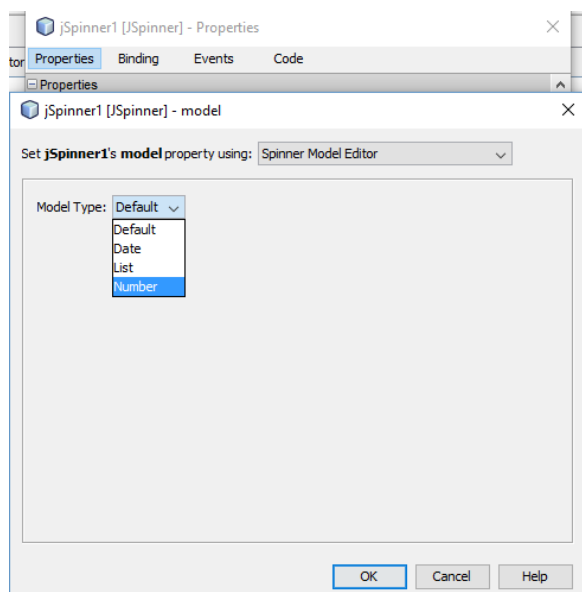 jSpinner1 [JSpinner] - Properties
tor
Properties Binding Events Code
Properties
jSpinner1 [JSpinner] - model
Set jSpinner1's model property using: Spinner Model Editor
Model Type: Default
Default
Date
List
Number
OK Cancel Help